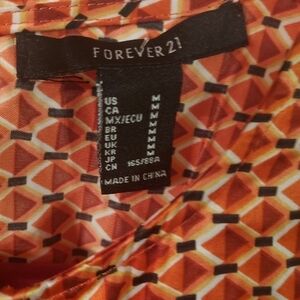 FOREVER 21
US M
CA M
MX/ECU M
BR M
EU M
UK M
KR M
JP M
CN 165/88A
MADE IN CHINA